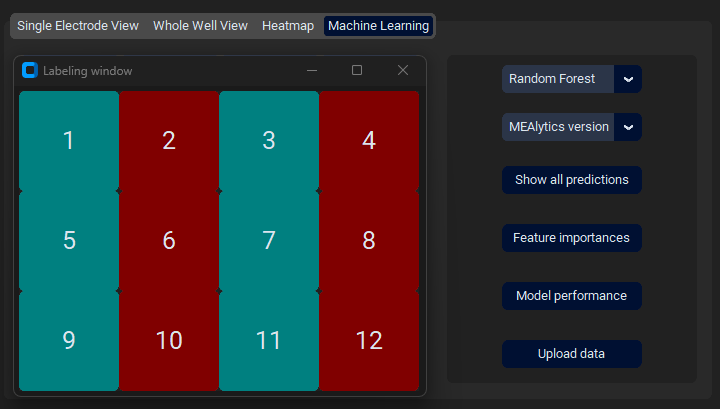 Single Electrode View Whole Well View Heatmap Machine Learning
Labeling window
1 2 3 4
5 6 7 8
9 10 11 12
Random Forest
MEAlytics version
Show all predictions
Feature importances
Model performance
Upload data